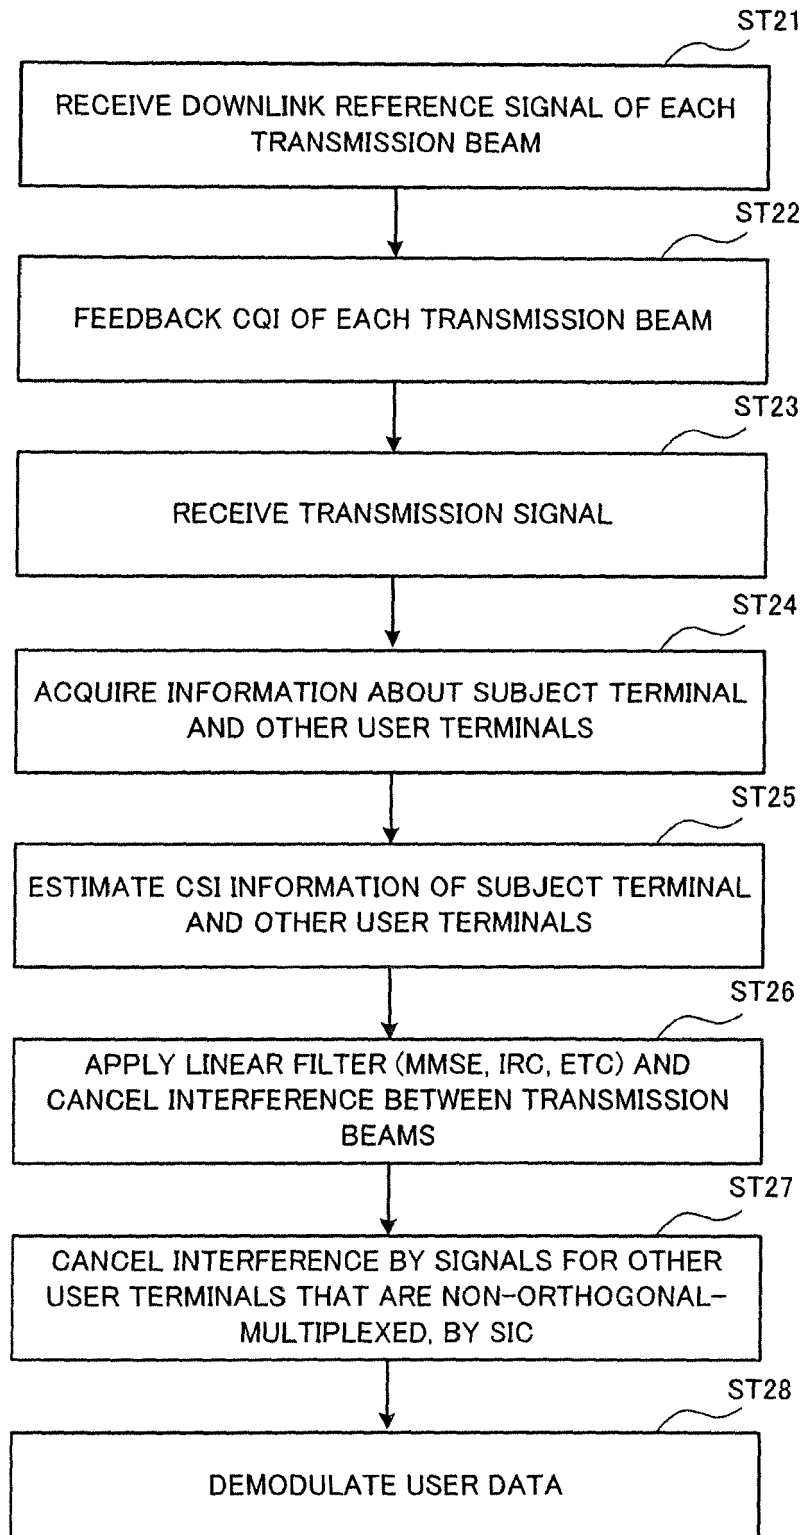 ST21
RECEIVE DOWNLINK REFERENCE SIGNAL OF EACH
TRANSMISSION BEAM
ST22
FEEDBACK CQI OF EACH TRANSMISSION BEAM
ST23
RECEIVE TRANSMISSION SIGNAL
ST24
ACQUIRE INFORMATION ABOUT SUBJECT TERMINAL
AND OTHER USER TERMINALS
ST25
ESTIMATE CSI INFORMATION OF SUBJECT TERMINAL
AND OTHER USER TERMINALS
ST26
APPLY LINEAR FILTER (MMSE, IRC, ETC) AND
CANCEL INTERFERENCE BETWEEN TRANSMISSION
BEAMS
ST27
CANCEL INTERFERENCE BY SIGNALS FOR OTHER
USER TERMINALS THAT ARE NON-ORTHOGONAL-
MULTIPLEXED, BY SIC
ST28
DEMODULATE USER DATA